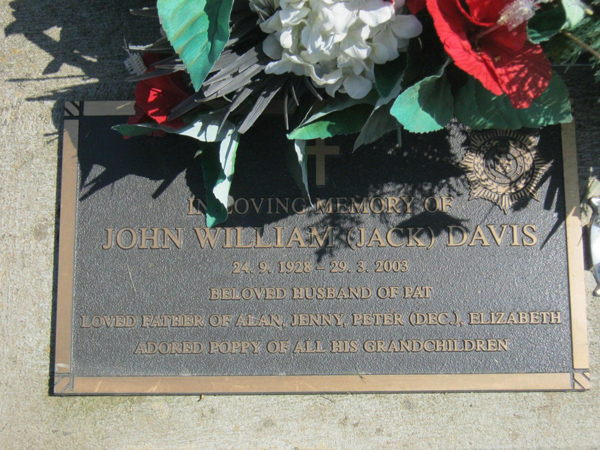 IN LOVING MEMORY OF
JOHN WILLIAM (JACK) DAVIS
24. 9. 1928 - 29. 3. 2003
BELOVED HUSBAND OF PAT
LOVED FATHER OF ALAN, JENNY, PETER (DEC.), ELIZABETH
ADORED POPPY OF ALL HIS GRANDCHILDREN